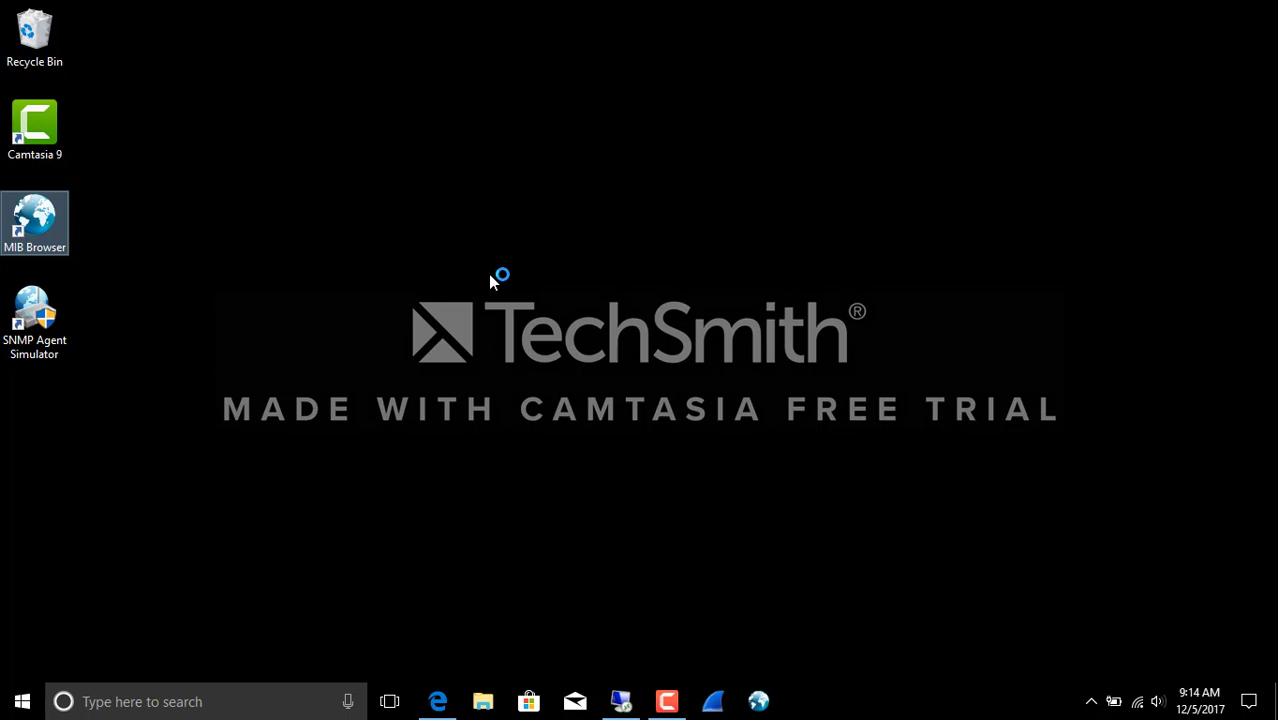 Recycle Bin
Camtasia 9
MIB Browser
SNMP Agent
Simulator
TechSmith®
MADE WITH CAMTASIA FREE TRIAL
Type here to search
9:14 AM
12/5/2017